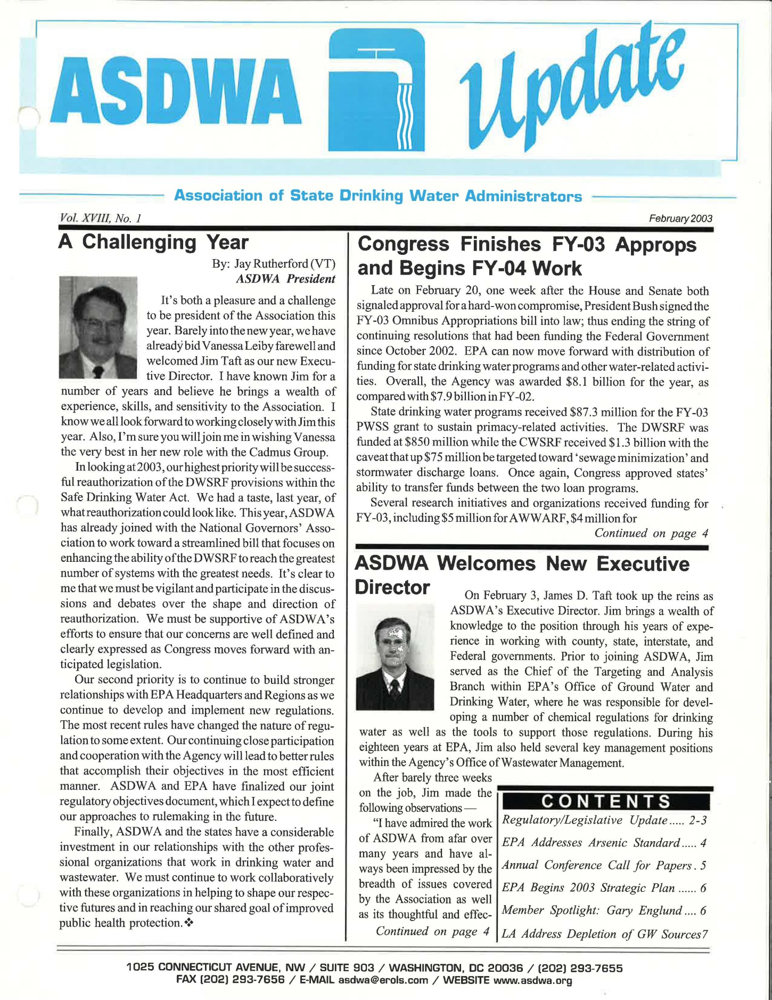 ASDWA Update
Association of State Drinking Water Administrators
Vol. XVIII, No. 1
February 2003
A Challenging Year
By: Jay Rutherford (VT)
ASDWA President
It's both a pleasure and a challenge
to be president of the Association this
year. Barely into the new year, we have
already bid Vanessa Leiby farewell and
welcomed Jim Taft as our new Execu-
tive Director. I have known Jim for a
number of years and believe he brings a wealth of
experience, skills, and sensitivity to the Association. I
know we all look forward to working closely with Jim this
year. Also, I'm sure you will join me in wishing Vanessa
the very best in her new role with the Cadmus Group.
In looking at 2003, our highest priority will be success-
ful reauthorization of the DWSRF provisions within the
Safe Drinking Water Act. We had a taste, last year, of
what reauthorization could look like. This year, ASDWA
has already joined with the National Governors' Asso-
ciation to work toward a streamlined bill that focuses on
enhancing the ability of the DWSRF to reach the greatest
number of systems with the greatest needs. It's clear to
me that we must be vigilant and participate in the discus-
sions and debates over the shape and direction of
reauthorization. We must be supportive of ASDWA's
efforts to ensure that our concerns are well defined and
clearly expressed as Congress moves forward with an-
ticipated legislation.
Our second priority is to continue to build stronger
relationships with EPA Headquarters and Regions as we
continue to develop and implement new regulations.
The most recent rules have changed the nature of regu-
lation to some extent. Our continuing close participation
and cooperation with the Agency will lead to better rules
that accomplish their objectives in the most efficient
manner. ASDWA and EPA have finalized our joint
regulatory objectives document, which I expect to define
our approaches to rulemaking in the future.
Finally, ASDWA and the states have a considerable
investment in our relationships with the other profes-
sional organizations that work in drinking water and
wastewater. We must continue to work collaboratively
with these organizations in helping to shape our respec-
tive futures and in reaching our shared goal of improved
public health protection.❖
Congress Finishes FY-03 Approps
and Begins FY-04 Work
Late on February 20, one week after the House and Senate both
signaled approval for a hard-won compromise, President Bush signed the
FY-03 Omnibus Appropriations bill into law; thus ending the string of
continuing resolutions that had been funding the Federal Government
since October 2002. EPA can now move forward with distribution of
funding for state drinking water programs and other water-related activi-
ties. Overall, the Agency was awarded $8.1 billion for the year, as
compared with $7.9 billion in FY-02.
State drinking water programs received $87.3 million for the FY-03
PWSS grant to sustain primacy-related activities. The DWSRF was
funded at $850 million while the CWSRF received $1.3 billion with the
caveat that up $75 million be targeted toward 'sewage minimization' and
stormwater discharge loans. Once again, Congress approved states'
ability to transfer funds between the two loan programs.
Several research initiatives and organizations received funding for
FY-03, including $5 million for AWWARF, $4 million for
Continued on page 4
ASDWA Welcomes New Executive
Director
On February 3, James D. Taft took up the reins as
ASDWA's Executive Director. Jim brings a wealth of
knowledge to the position through his years of expe-
rience in working with county, state, interstate, and
Federal governments. Prior to joining ASDWA, Jim
served as the Chief of the Targeting and Analysis
Branch within EPA's Office of Ground Water and
Drinking Water, where he was responsible for devel-
oping a number of chemical regulations for drinking
water as well as the tools to support those regulations. During his
eighteen years at EPA, Jim also held several key management positions
within the Agency's Office of Wastewater Management.
After barely three weeks
on the job, Jim made the
following observations —
"I have admired the work
of ASDWA from afar over
many years and have al-
ways been impressed by the
breadth of issues covered
by the Association as well
as its thoughtful and effec-
Continued on page 4
CONTENTS
Regulatory/Legislative Update..... 2-3
EPA Addresses Arsenic Standard..... 4
Annual Conference Call for Papers. 5
EPA Begins 2003 Strategic Plan ...... 6
Member Spotlight: Gary Englund.... 6
LA Address Depletion of GW Sources7
1025 CONNECTICUT AVENUE, NW / SUITE 903 / WASHINGTON, DC 20036 / (202) 293-7655
FAX (202) 293-7656 / E-MAIL asdwa@erols.com / WEBSITE www.asdwa.org